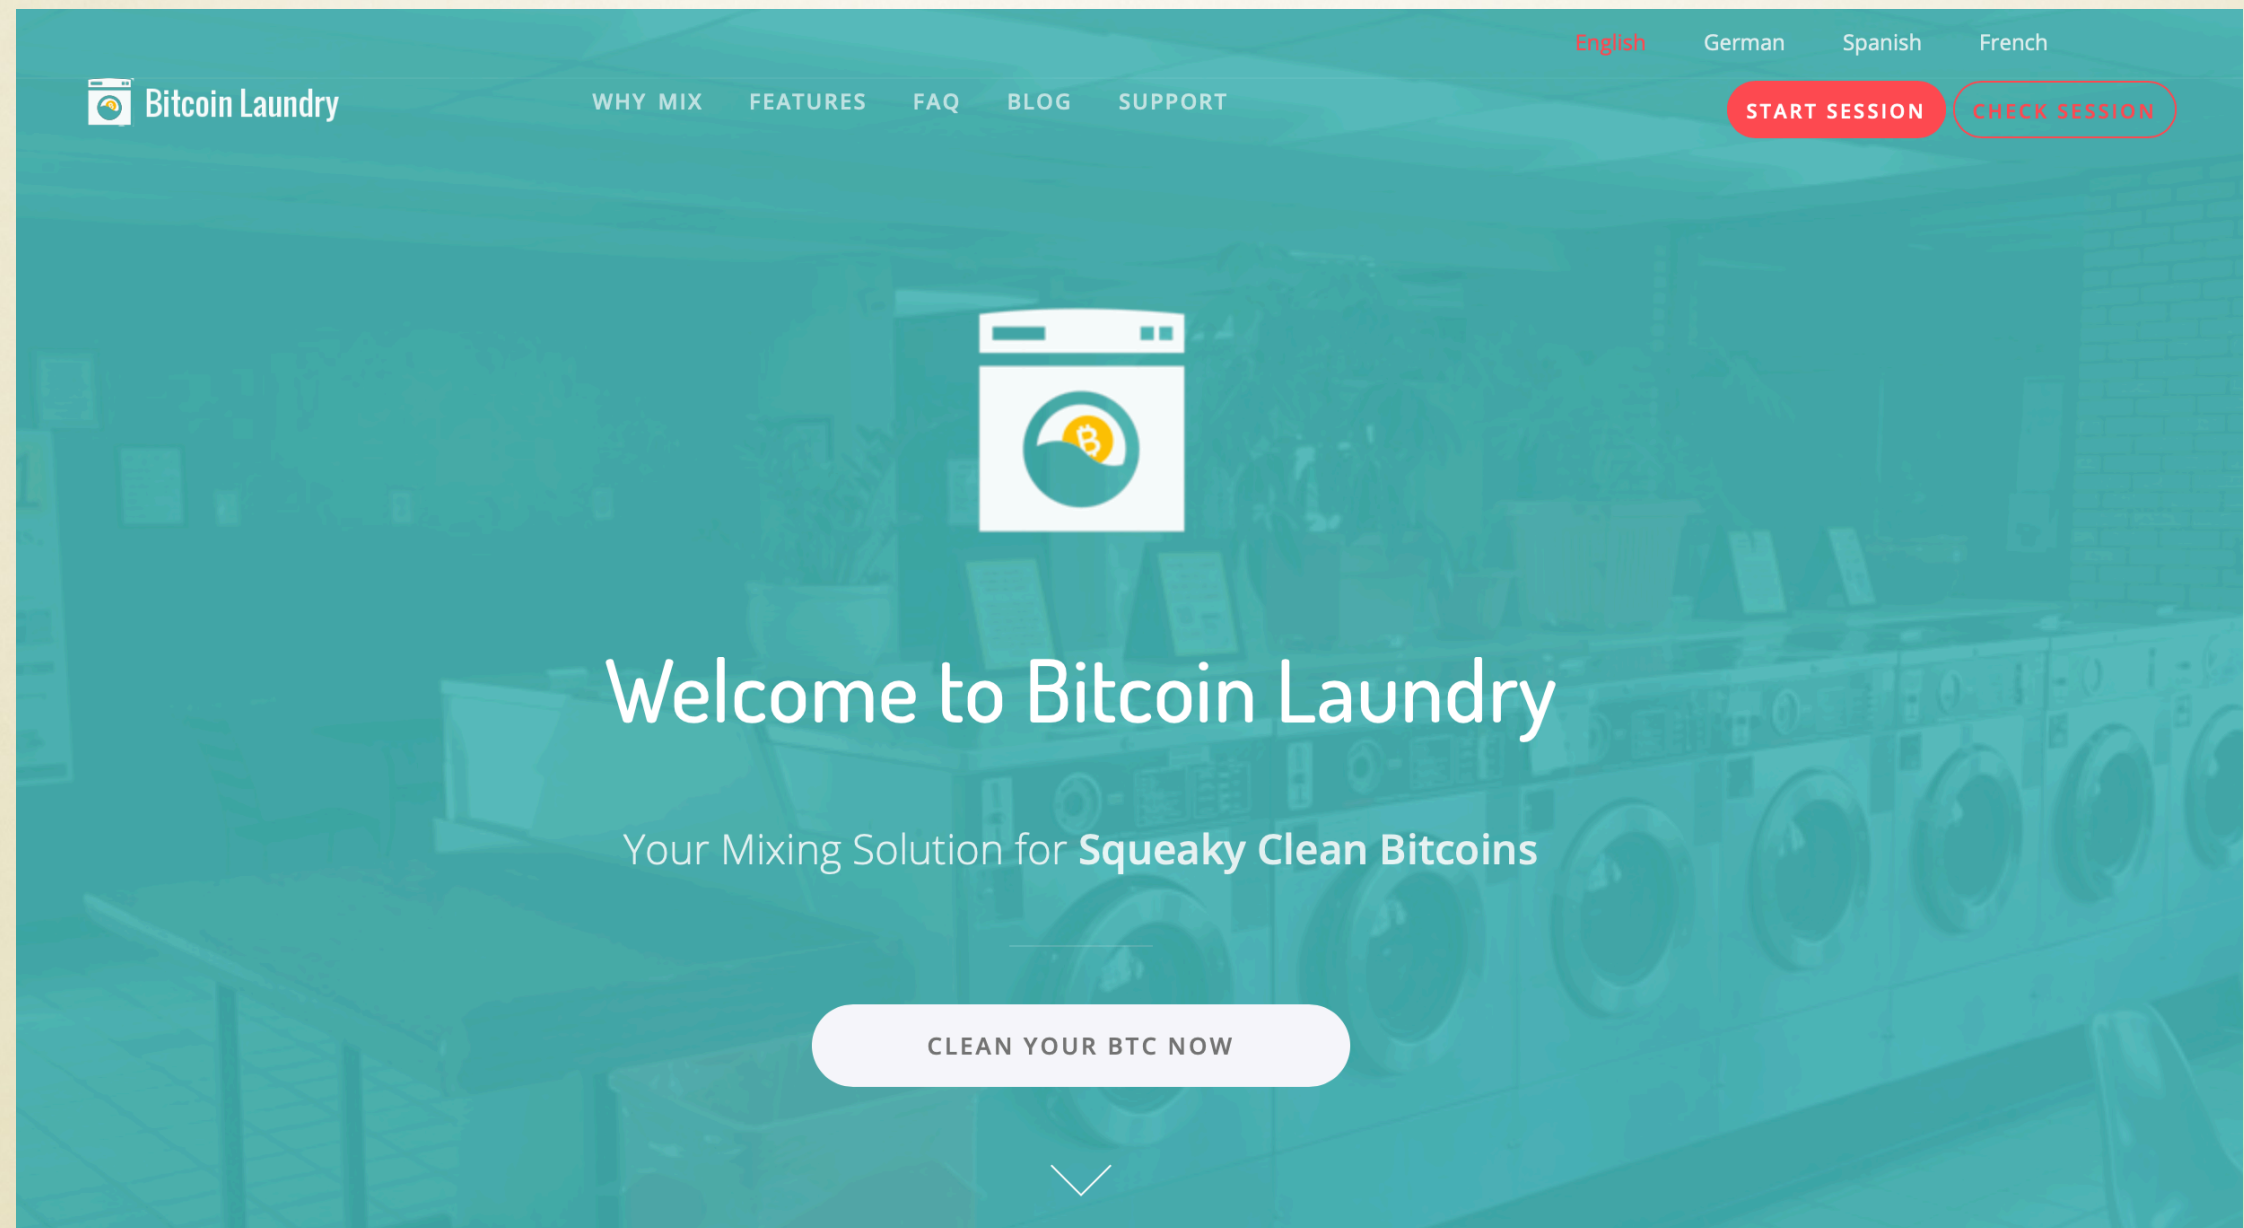 English German Spanish French
Bitcoin Laundry
WHY MIX FEATURES FAQ BLOG SUPPORT
START SESSION CHECK SESSION
Welcome to Bitcoin Laundry
Your Mixing Solution for Squeaky Clean Bitcoins
CLEAN YOUR BTC NOW